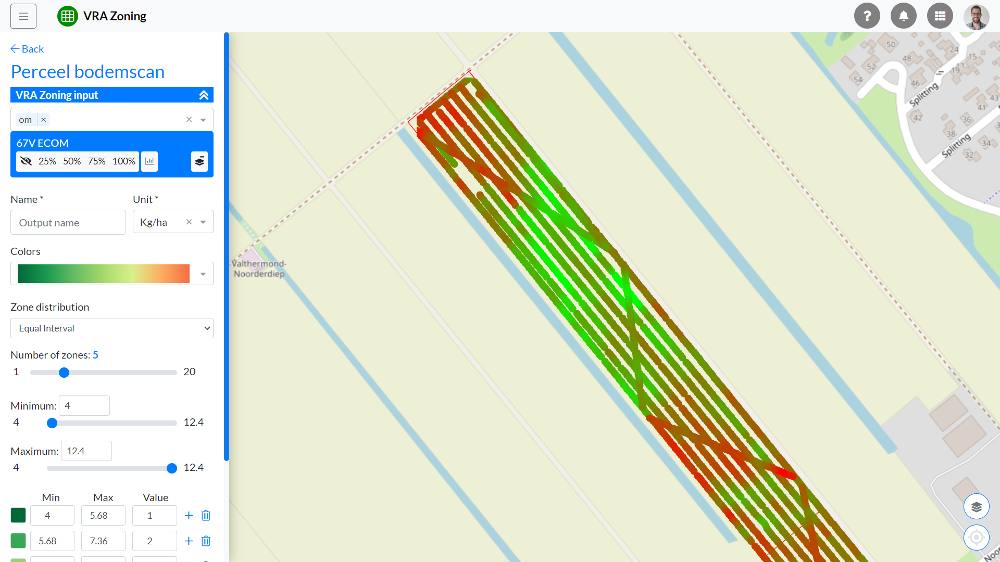 VRA Zoning
?
Back
Perceel bodemscan
VRA Zoning input
om ×
67V ECOM
25% 50% 75% 100%
Name * Unit *
Output name Kg/ha
Colors
Zone distribution
Equal Interval
Number of zones: 5
1 20
Minimum: 4
4 12.4
Maximum: 12.4
4 12.4
Min Max Value
4 5.68 1
5.68 7.36 2
Valthermond-
Noorderdiep
50
48
52
54
46
24
15
17
19
Splitting
43
41
42
36
38
34
32
Splitting